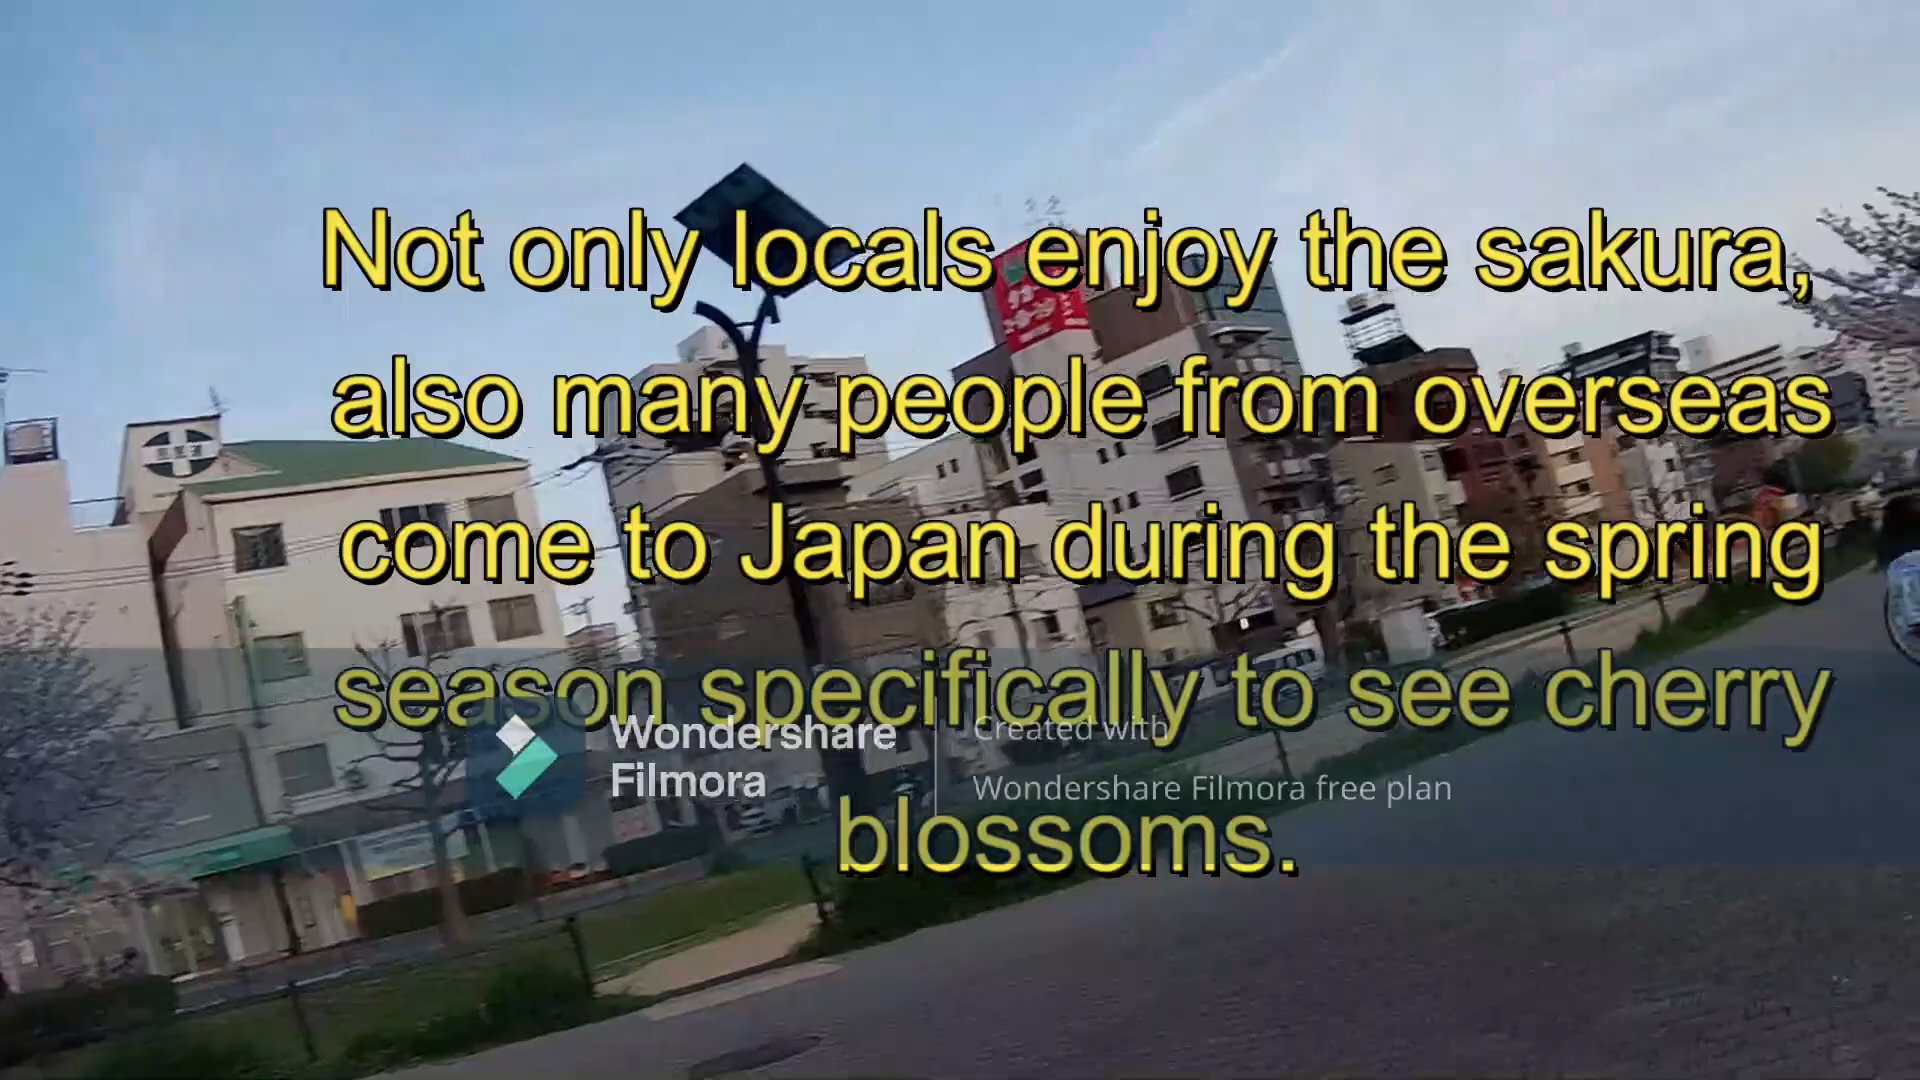 Not only locals enjoy the sakura,
also many people from overseas
come to Japan during the spring
season specifically to see cherry
blossoms.
Wondershare
Filmora
Created with
Wondershare Filmora free plan